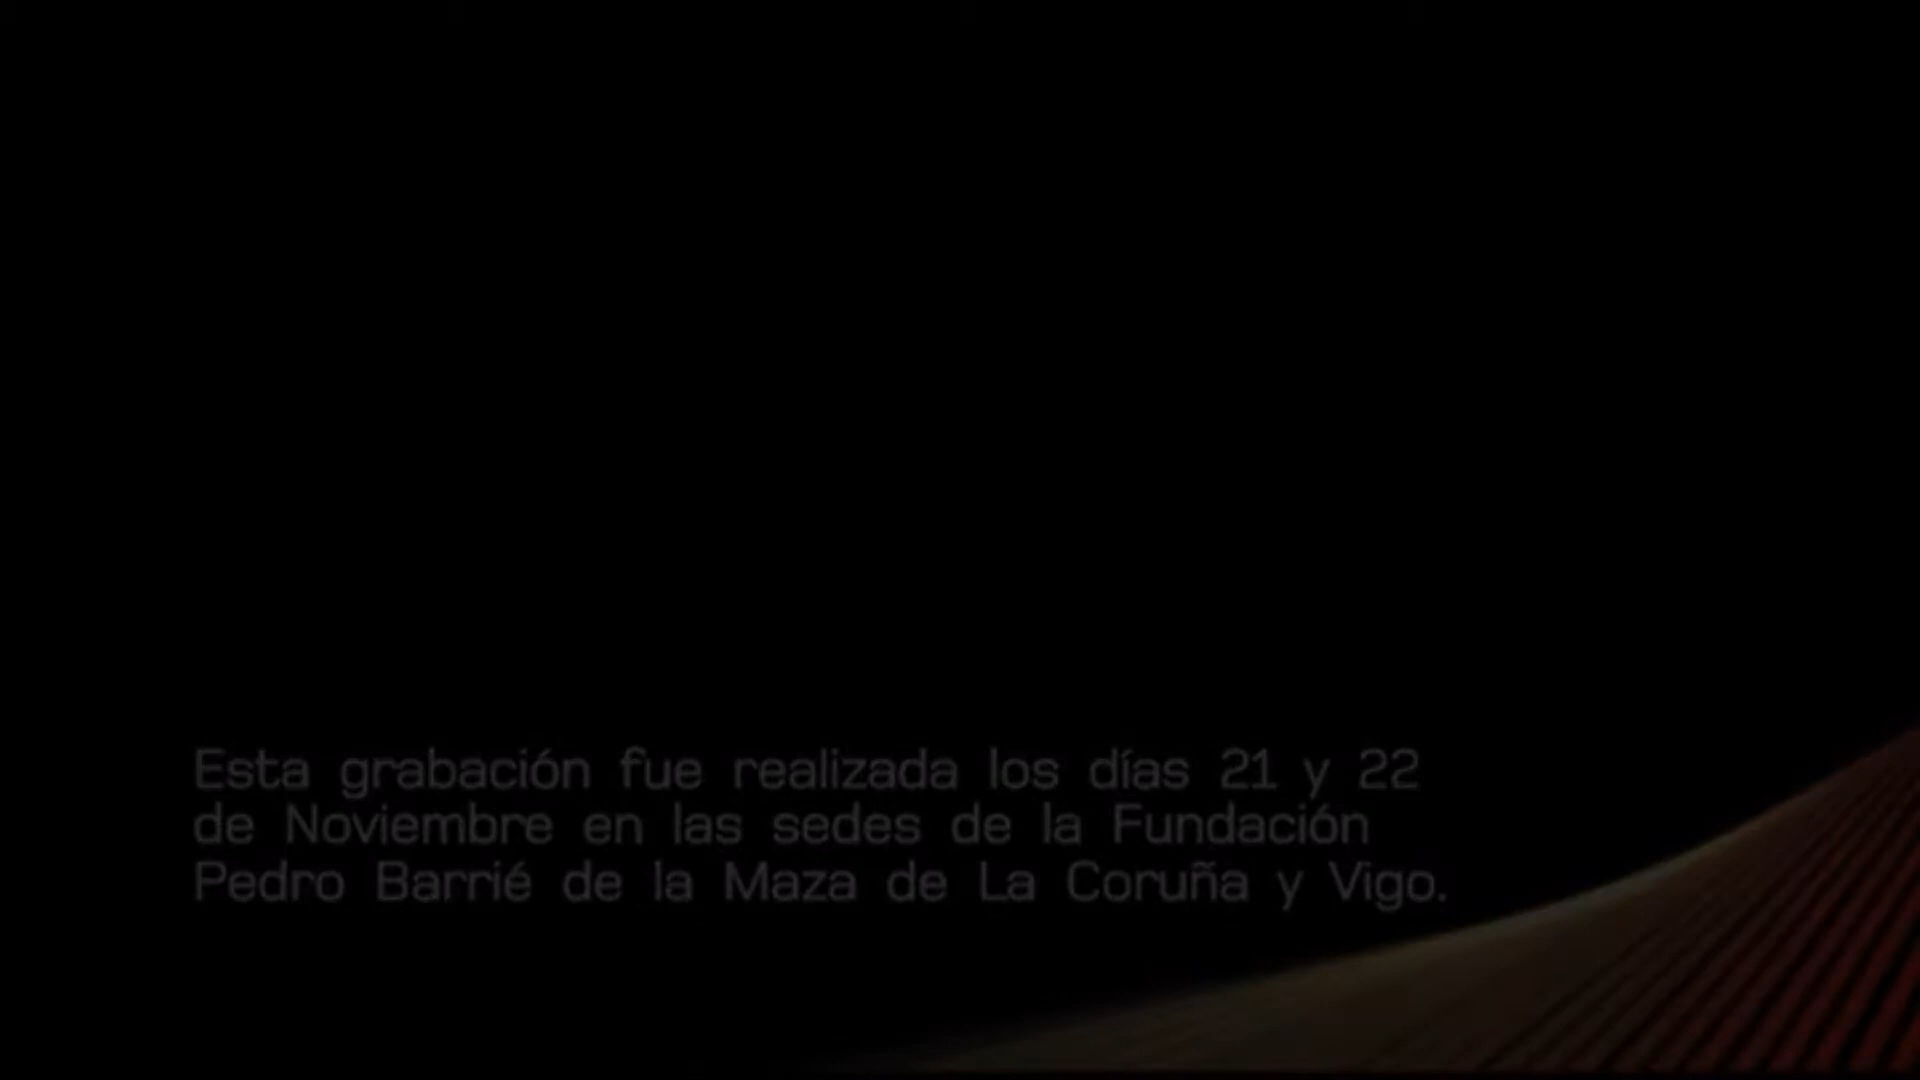 Esta grabación fue realizada los días 21 y 22
de Noviembre en las sedes de la Fundación
Pedro Barrié de la Maza de La Coruña y Vigo.